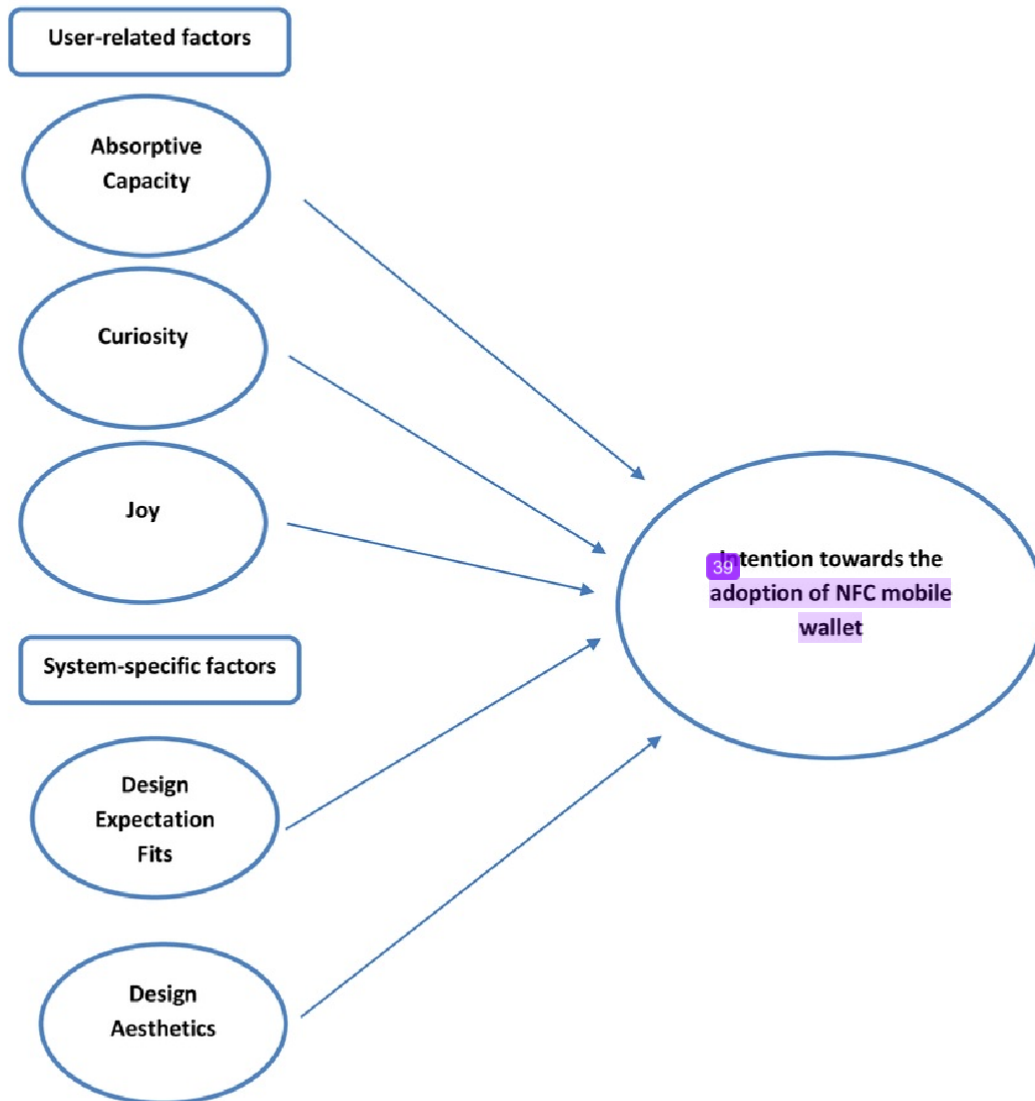 User-related factors
Absorptive
Capacity
Curiosity
Joy
System-specific factors
Design
Expectation
Fits
Design
Aesthetics
Intention towards the
39
adoption of NFC mobile
wallet